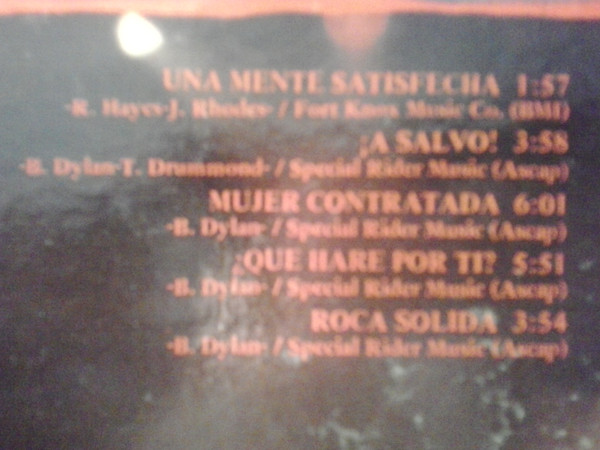 UNA MENTE SATISFECHA 1:57
-R. Hayes-J. Rhodes- / Fort Knox Music Co. (BMI)
¡A SALVO! 3:58
-B. Dylan-T. Drummond- / Special Rider Music (Ascap)
MUJER CONTRATADA 6:01
-B. Dylan- / Special Rider Music (Ascap)
¿QUE HARE POR TI? 5:51
-B. Dylan- / Special Rider Music (Ascap)
ROCA SOLIDA 3:54
-B. Dylan- / Special Rider Music (Ascap)